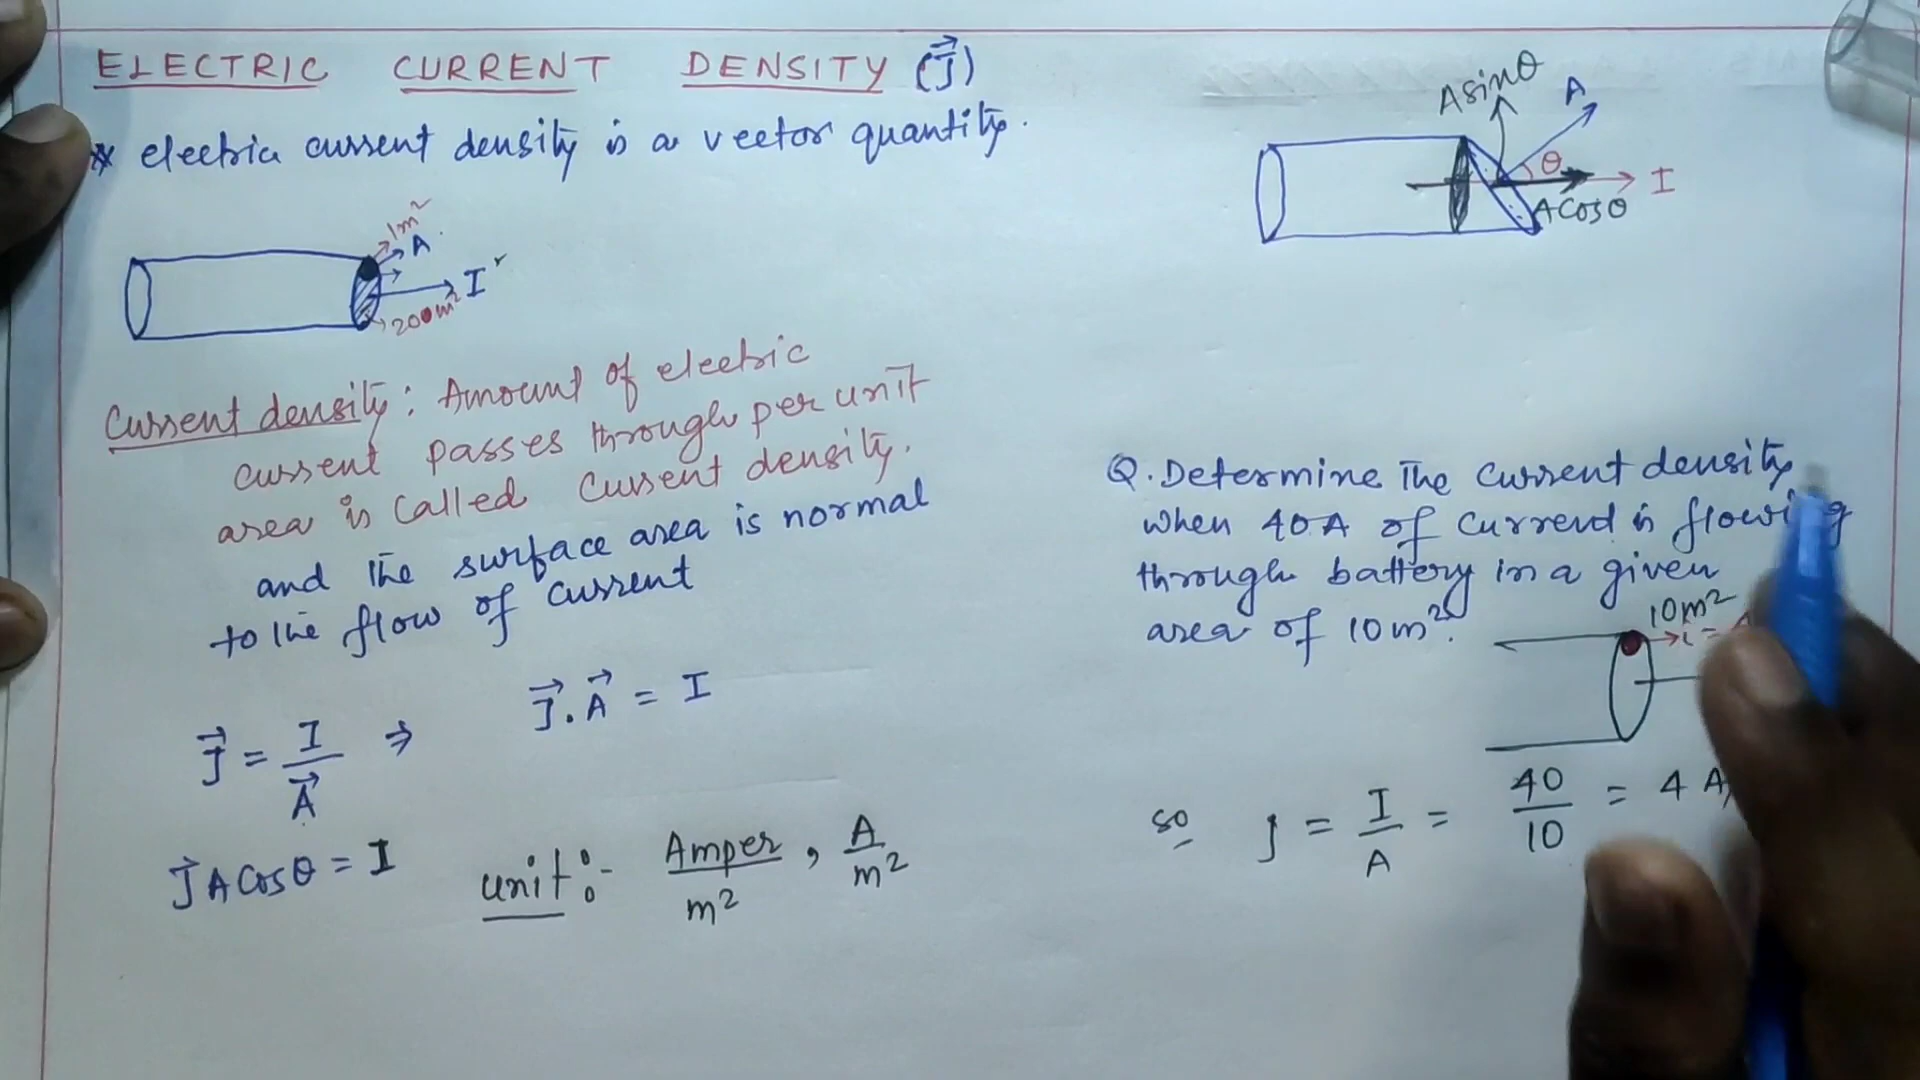 ELECTRIC CURRENT DENSITY (J⃗)
* electric current density is a vector quantity.
1m²
A
I
200m²
Current density: Amount of electric
current passes through per unit
area is called current density.
and the surface area is normal
to the flow of current
J⃗ = I / A⃗ ⇒ J⃗.A⃗ = I
J⃗ A Cosθ = I
unit:- Amper / m², A / m²
Asinθ
A
θ
I
ACosθ
Q. Determine the current density
when 40A of current is flowing
through battery in a given
area of 10m².
10m²
so J = I / A = 40 / 10 = 4 A/